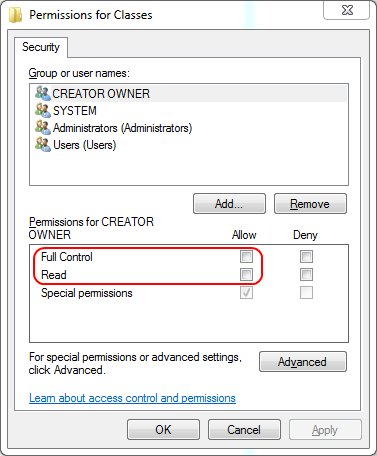 Permissions for Classes
Security
Group or user names:
CREATOR OWNER
SYSTEM
Administrators (Administrators)
Users (Users)
Add... Remove
Permissions for CREATOR
OWNER Allow Deny
Full Control
Read
Special permissions
For special permissions or advanced settings,
click Advanced. Advanced
Learn about access control and permissions
OK Cancel Apply